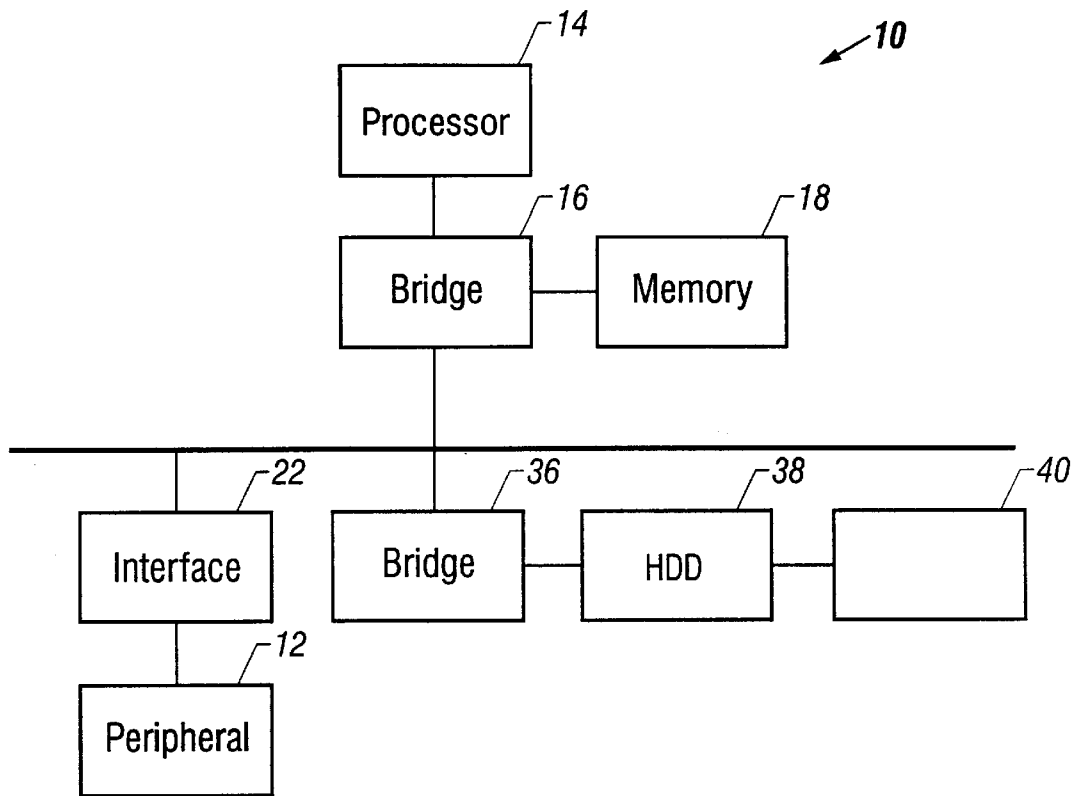 14
10
Processor
16
18
Bridge
Memory
22
36
38
40
Interface
Bridge
HDD
12
Peripheral